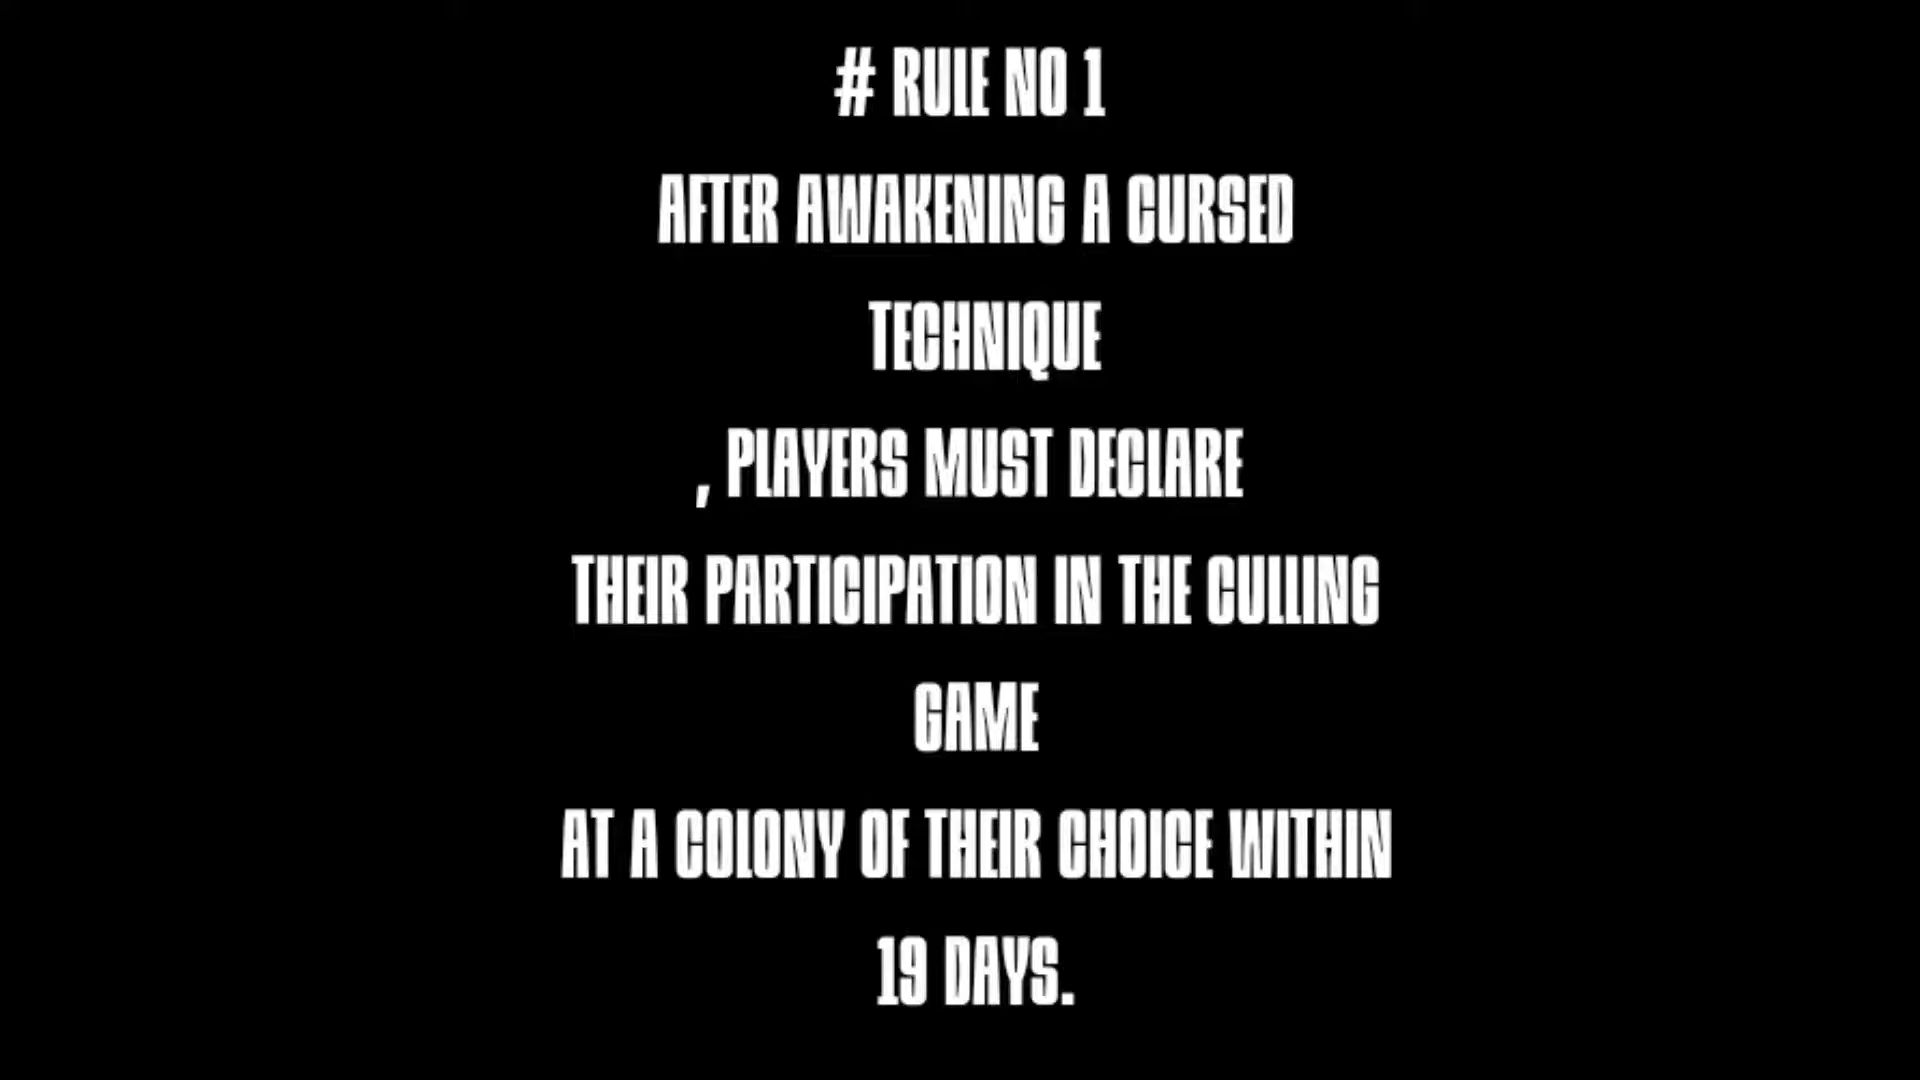 # RULE NO 1
AFTER AWAKENING A CURSED
TECHNIQUE
, PLAYERS MUST DECLARE
THEIR PARTICIPATION IN THE CULLING
GAME
AT A COLONY OF THEIR CHOICE WITHIN
19 DAYS.